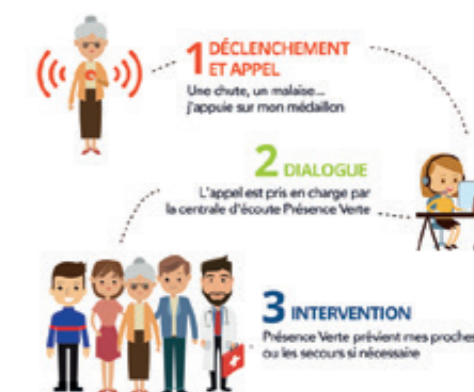 1 DÉCLENCHEMENT
ET APPEL
Une chute, un malaise...
j'appuie sur mon médaillon
2 DIALOGUE
L'appel est pris en charge par
la centrale d'écoute Présence Verte
3 INTERVENTION
Présence Verte prévient mes proches
ou les secours si nécessaire